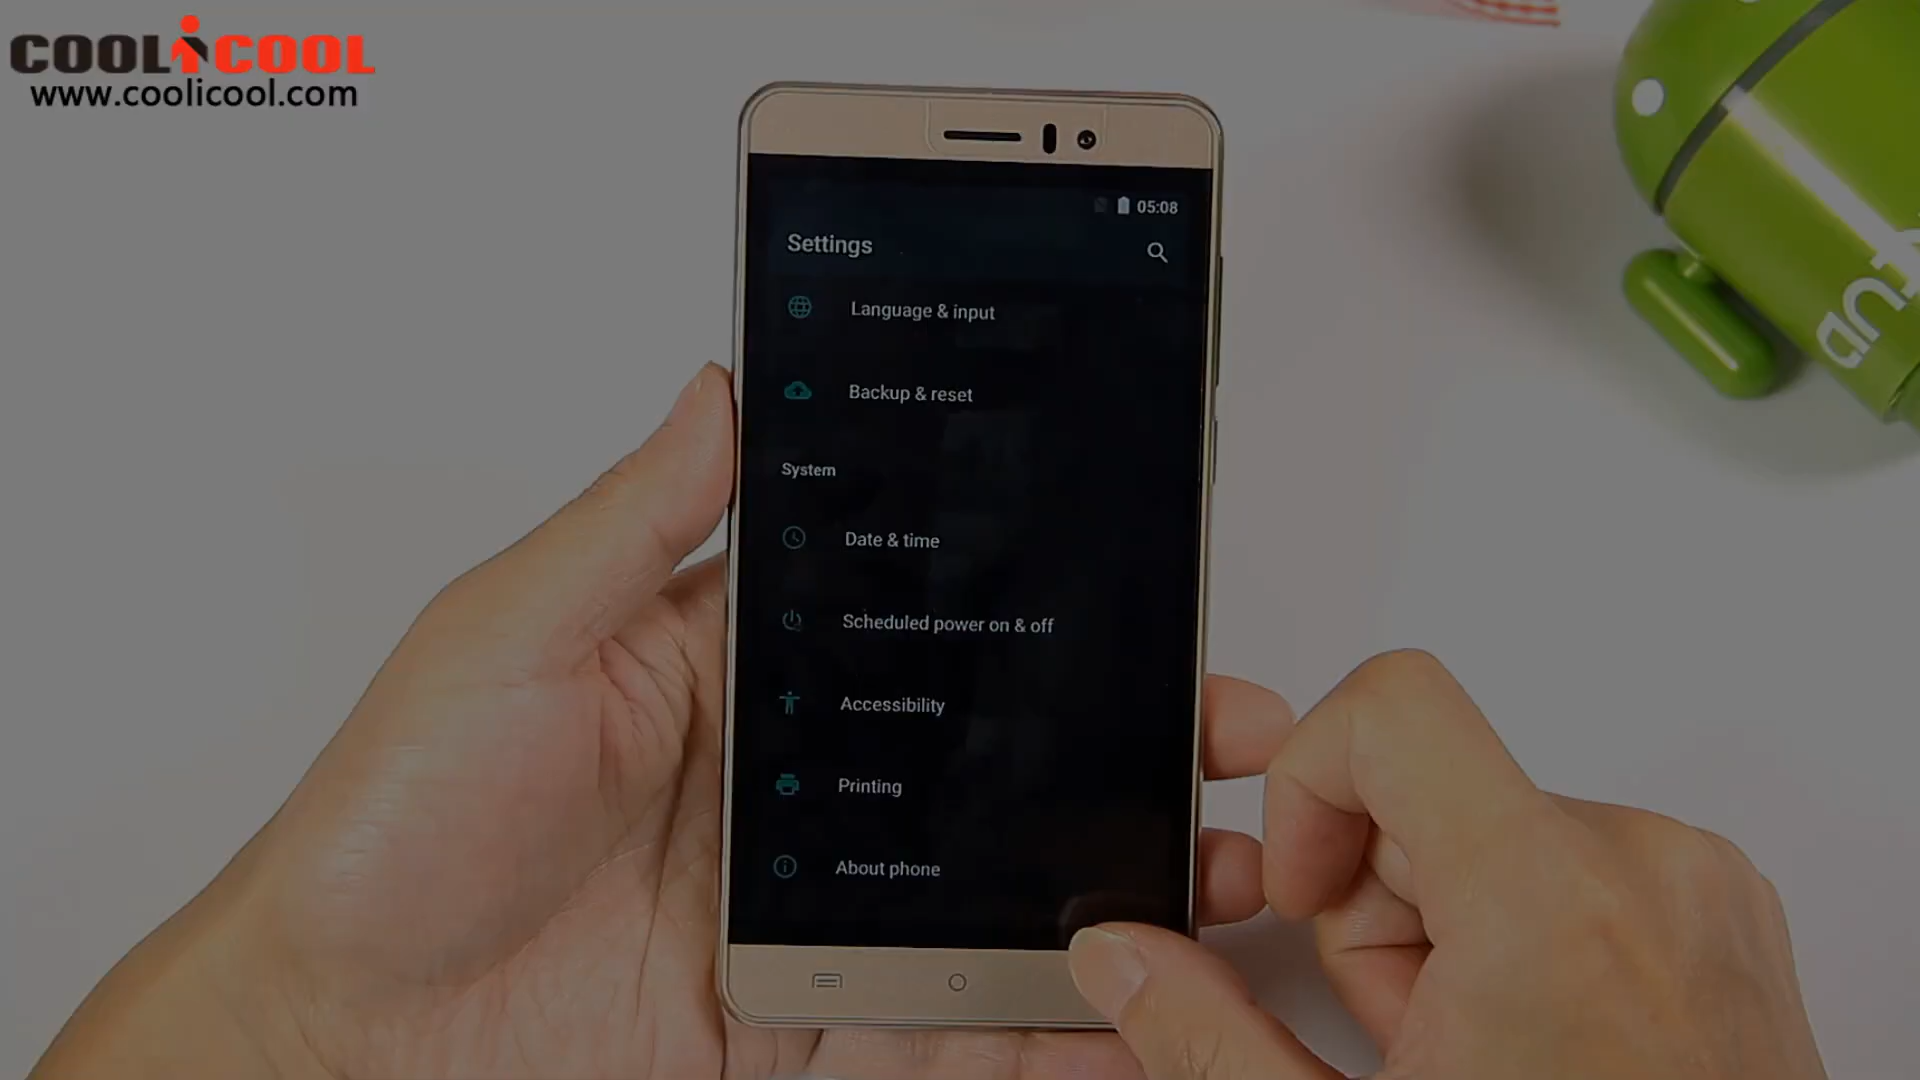 COOLiCOOL
www.coolicool.com
05:08
Settings
Language & input
Backup & reset
System
Date & time
Scheduled power on & off
Accessibility
Printing
About phone